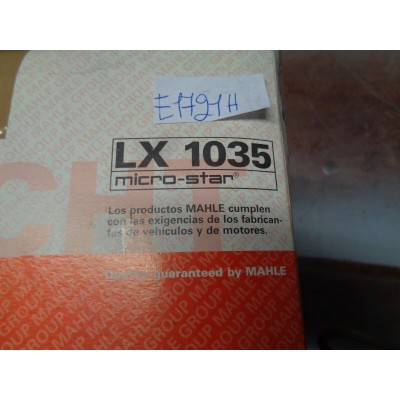 E1721H
LX 1035
micro-star®
Los productos MAHLE cumplen
con las exigencias de los fabrican-
tes de vehículos y de motores.
Quality guaranteed by MAHLE